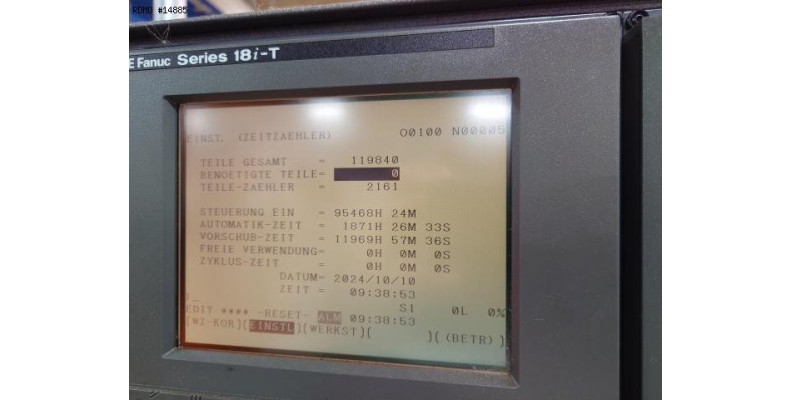 RDMO #14885
E Fanuc Series 18i-T
EINST. (ZEITZAEHLER) O0100 N00006
TEILE GESAMT = 119840
BENOETIGTE TEILE= 0
TEILE-ZAEHLER = 2161
STEUERUNG EIN = 95468H 24M
AUTOMATIK-ZEIT = 1871H 26M 33S
VORSCHUB-ZEIT = 11969H 57M 36S
FREIE VERWENDUNG= 0H 0M 0S
ZYKLUS-ZEIT = 0H 0M 0S
DATUM= 2024/10/10
ZEIT = 09:38:53
S1 0L 0%
EDIT **** -RESET- ALM 09:38:53
[WI-KOR][EINSTL][WERKST][ ][(BETR)]